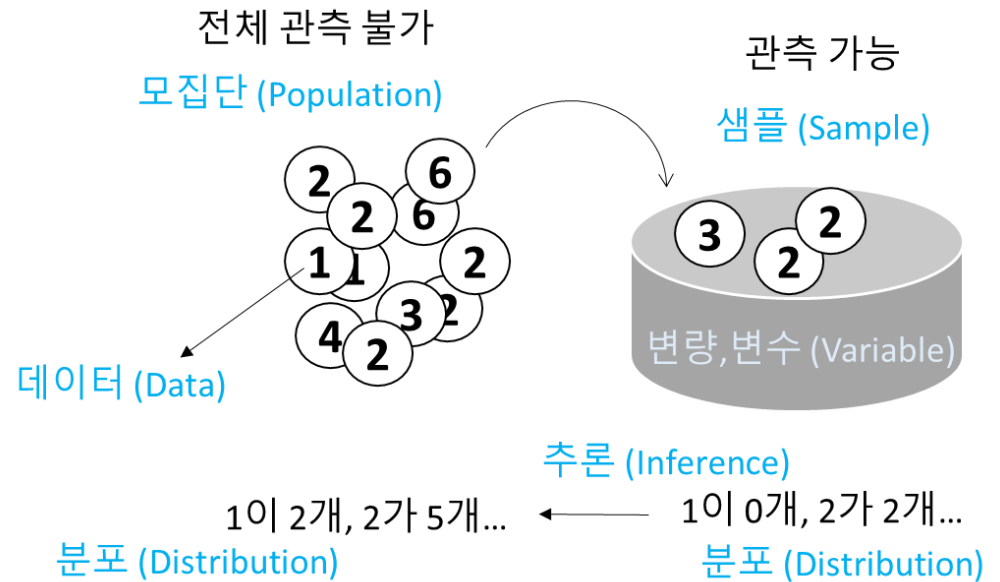 전체 관측 불가
모집단 (Population)
관측 가능
샘플 (Sample)
2
6
2
6
1
1
2
3
2
4
2
3
2
2
변량,변수 (Variable)
데이터 (Data)
추론 (Inference)
1이 2개, 2가 5개...
1이 0개, 2가 2개...
분포 (Distribution)
분포 (Distribution)